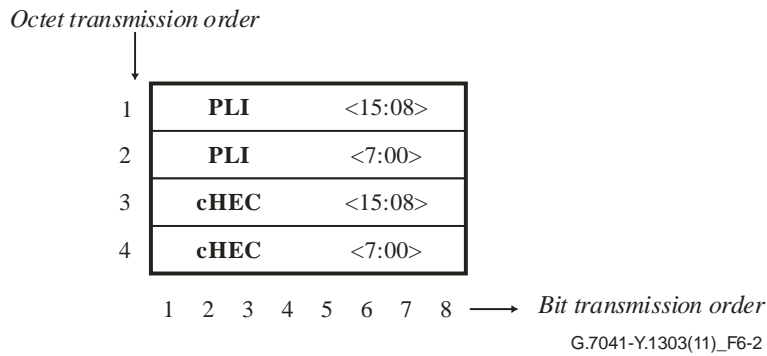 Octet transmission order
1 PLI <15:08>
2 PLI <7:00>
3 cHEC <15:08>
4 cHEC <7:00>
1 2 3 4 5 6 7 8 Bit transmission order
G.7041-Y.1303(11)_F6-2